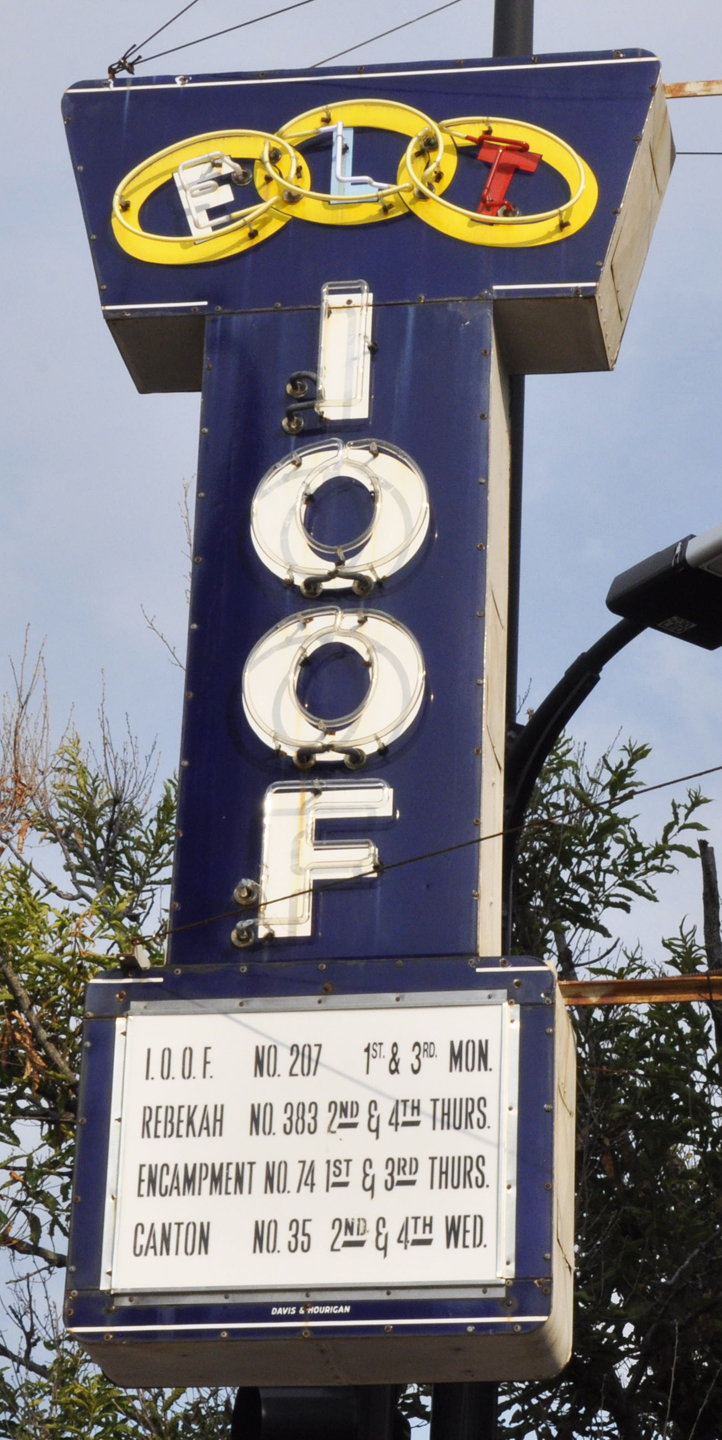 F L T
I
O
O
F
I.O.O.F. NO. 207 1ST. & 3RD. MON.
REBEKAH NO. 383 2ND & 4TH THURS.
ENCAMPMENT NO. 74 1ST & 3RD THURS.
CANTON NO. 35 2ND & 4TH WED.
DAVIS & HOURIGAN